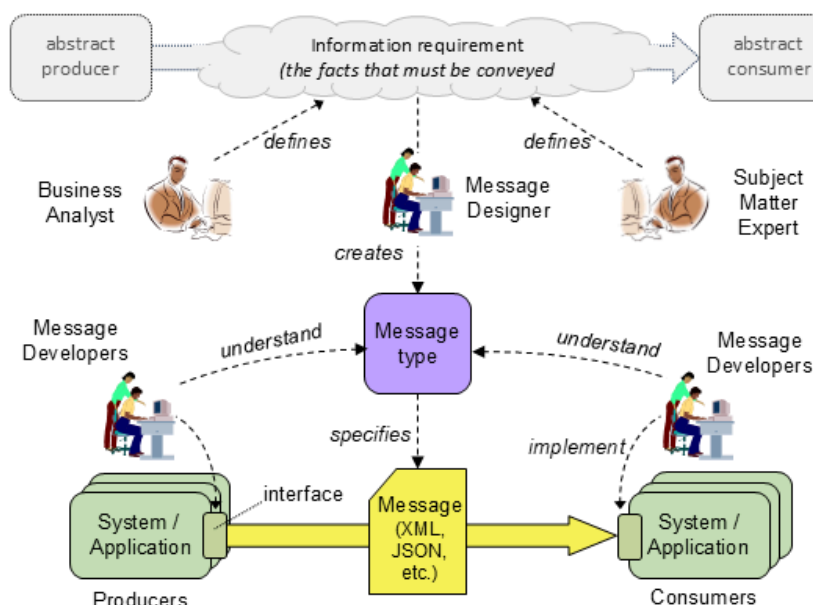 abstract
producer
Information requirement
(the facts that must be conveyed
abstract
consumer
defines
defines
Business
Analyst
Message
Designer
Subject
Matter
Expert
creates
Message
Developers
understand
Message
type
understand
Message
Developers
specifies
implement
interface
System /
Application
Message
(XML,
JSON,
etc.)
System /
Application
Producers
Consumers